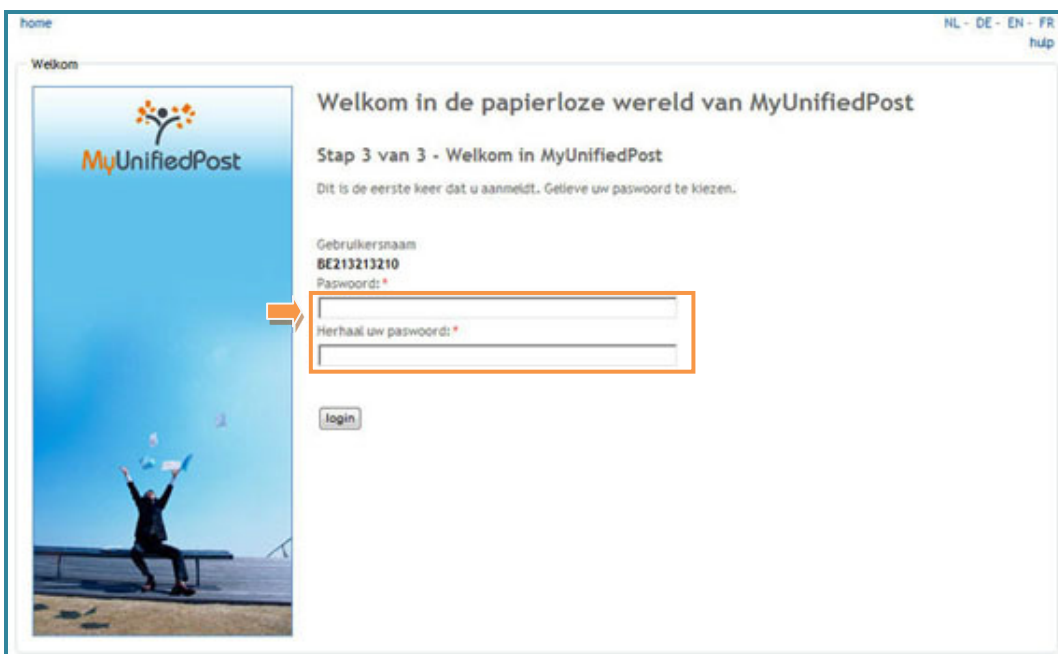 home
NL - DE - EN - FR
hulp
Welkom
MyUnifiedPost
Welkom in de papierloze wereld van MyUnifiedPost
Stap 3 van 3 - Welkom in MyUnifiedPost
Dit is de eerste keer dat u aanmeldt. Gelieve uw paswoord te kiezen.
Gebruikersnaam
BE213213210
Paswoord:*
Herhaal uw paswoord:*
login